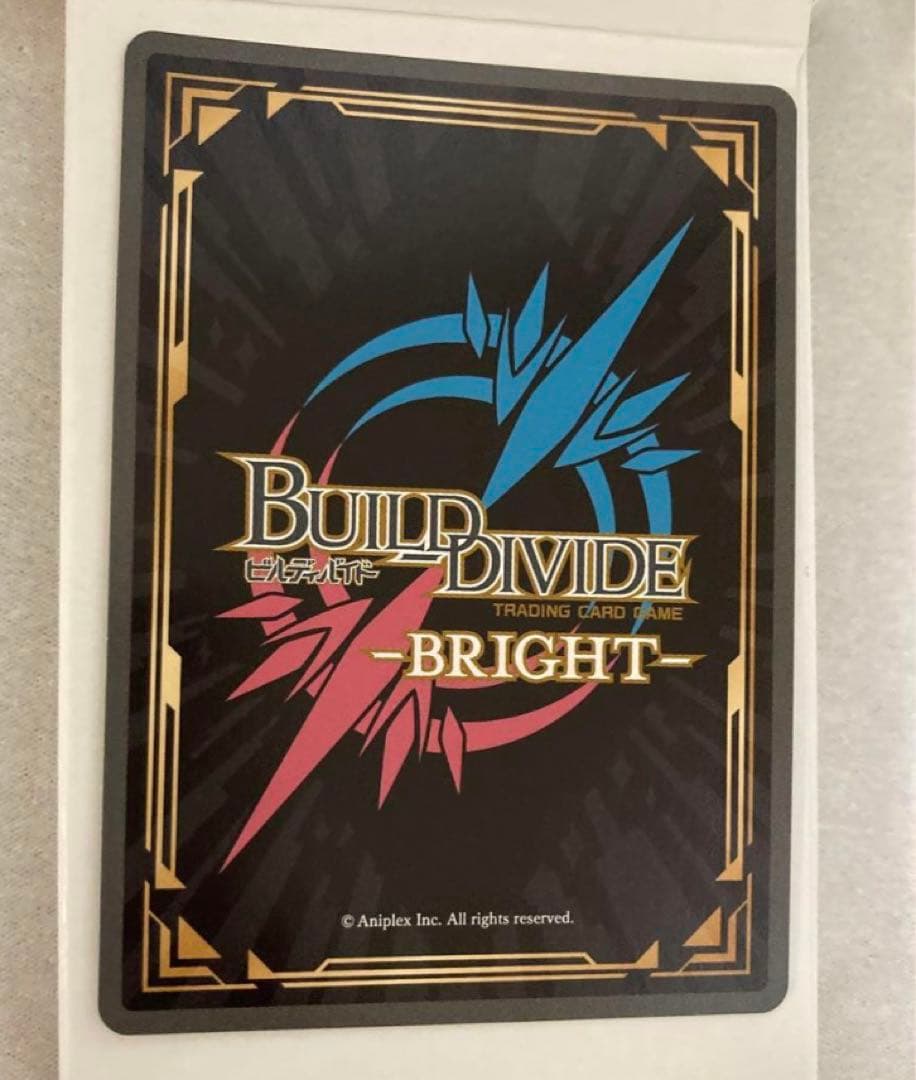 BUILD DIVIDE
ビルディバイド
TRADING CARD GAME
-BRIGHT-
© Aniplex Inc. All rights reserved.